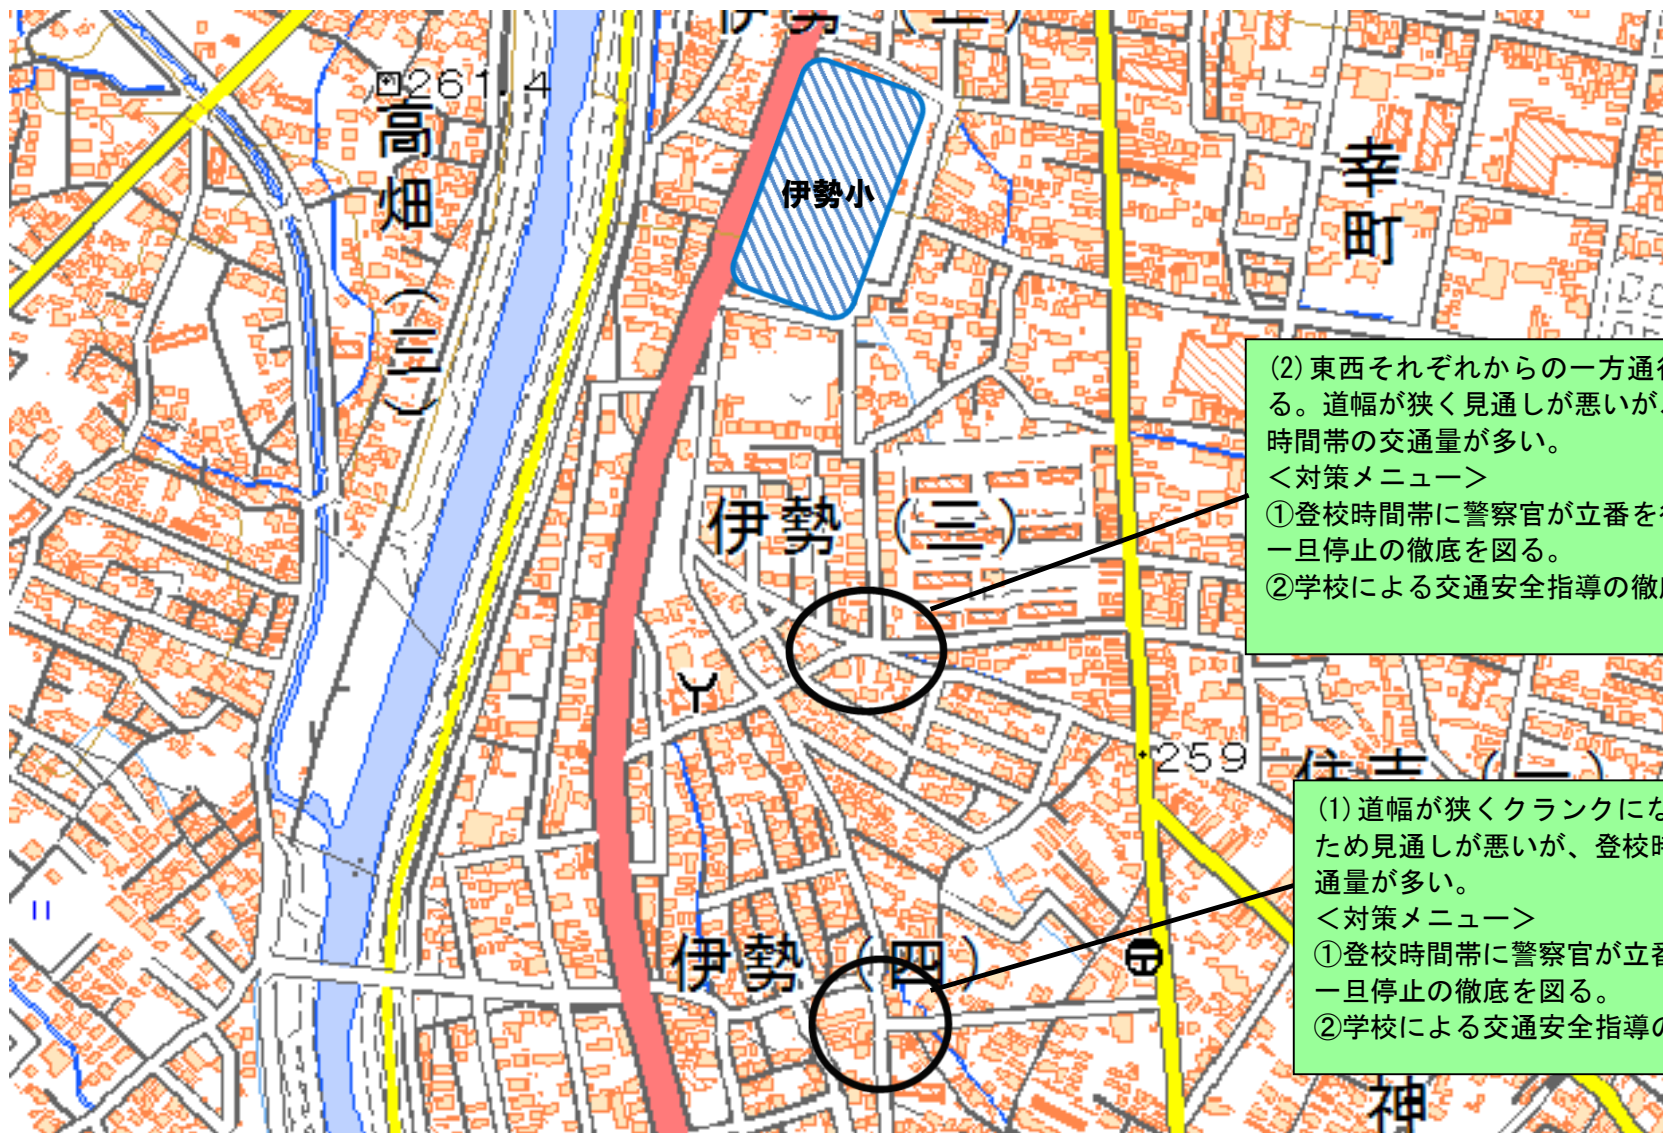 伊勢（二）
261.4
高畑（三）
伊勢小
幸町
(2)東西それぞれからの一方通
る。道幅が狭く見通しが悪いが、
時間帯の交通量が多い。
＜対策メニュー＞
①登校時間帯に警察官が立番を
一旦停止の徹底を図る。
②学校による交通安全指導の徹
伊勢（三）
259
住吉（一）
(1)道幅が狭くクランクにな
ため見通しが悪いが、登校時
通量が多い。
＜対策メニュー＞
①登校時間帯に警察官が立番
一旦停止の徹底を図る。
②学校による交通安全指導の
伊勢（四）
神